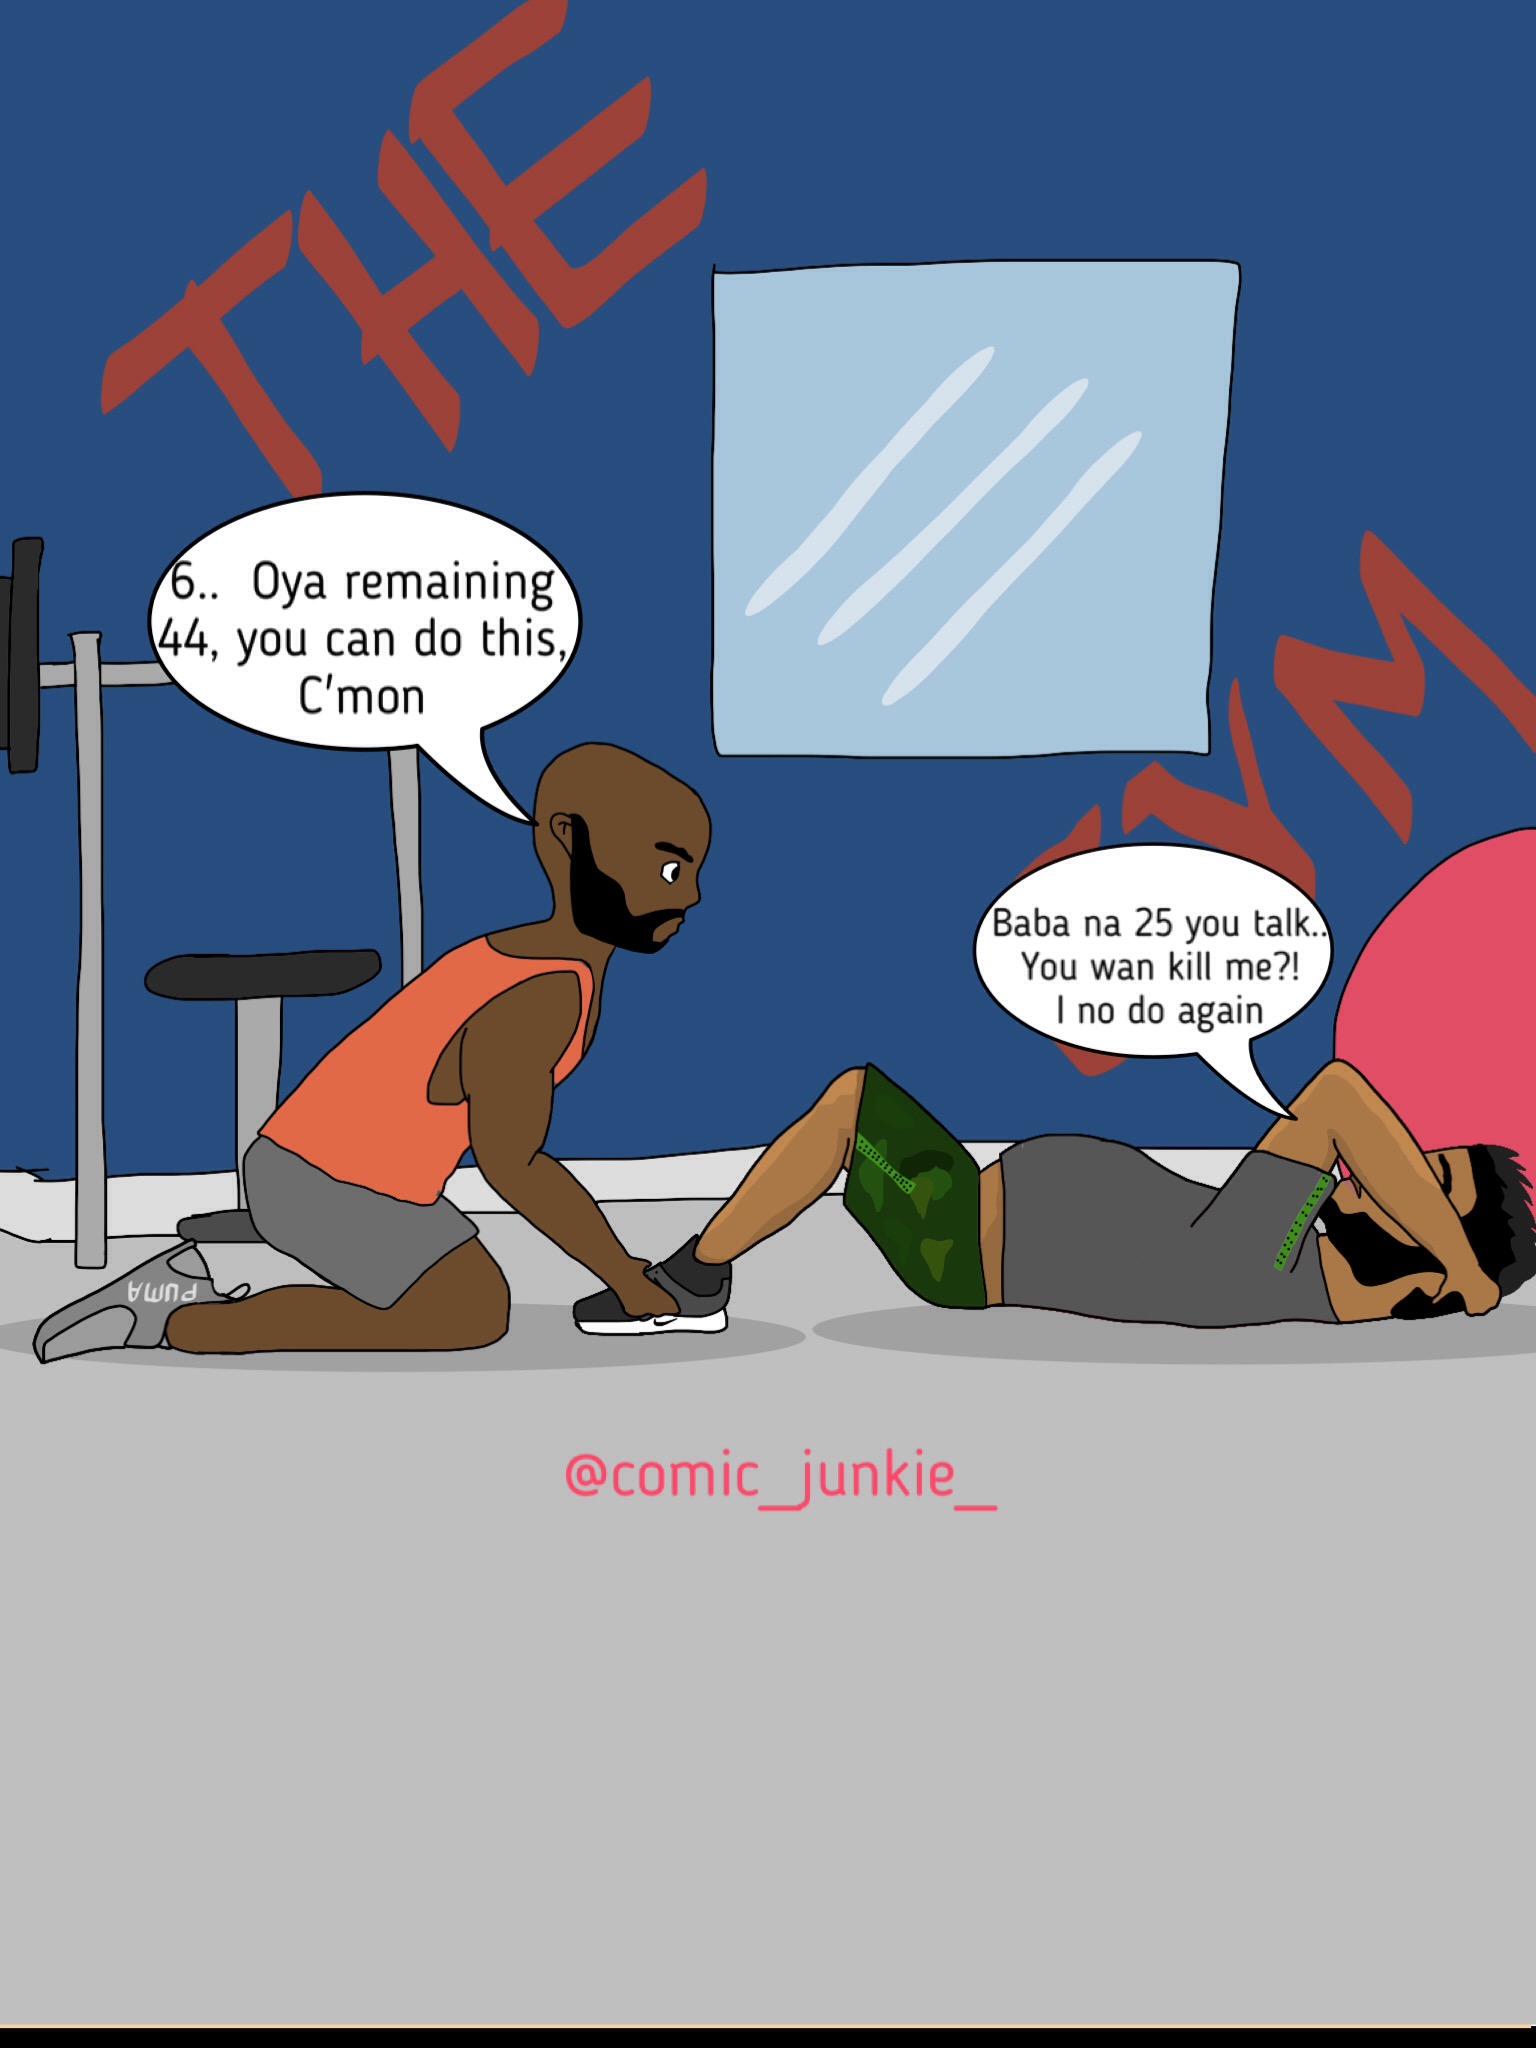 THE
6.. Oya remaining
44, you can do this,
C'mon
YM
Baba na 25 you talk..
You wan kill me?!
I no do again
PUMA
@comic_junkie_